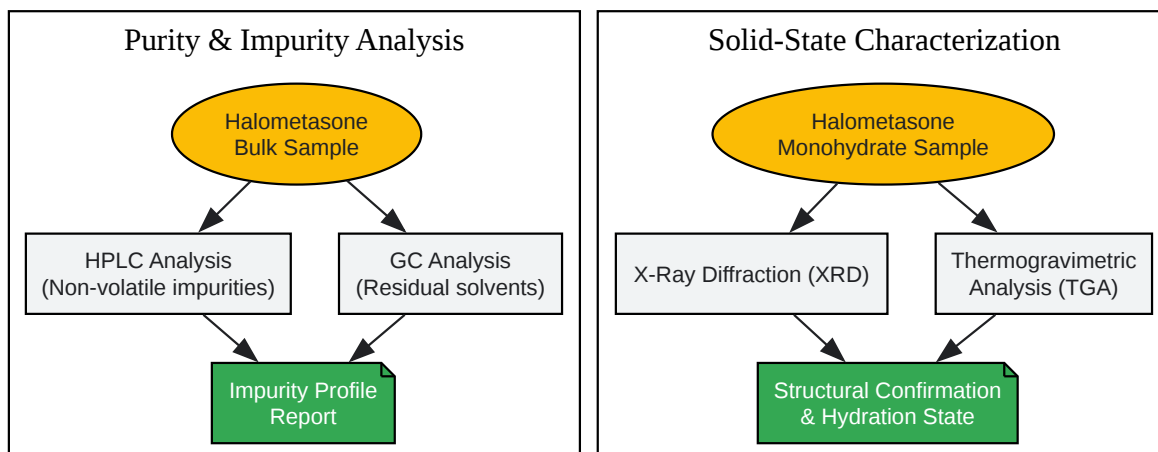 Purity & Impurity Analysis
Halometasone
Bulk Sample
HPLC Analysis
(Non-volatile impurities)
GC Analysis
(Residual solvents)
Impurity Profile
Report
Solid-State Characterization
Halometasone
Monohydrate Sample
X-Ray Diffraction (XRD)
Thermogravimetric
Analysis (TGA)
Structural Confirmation
& Hydration State